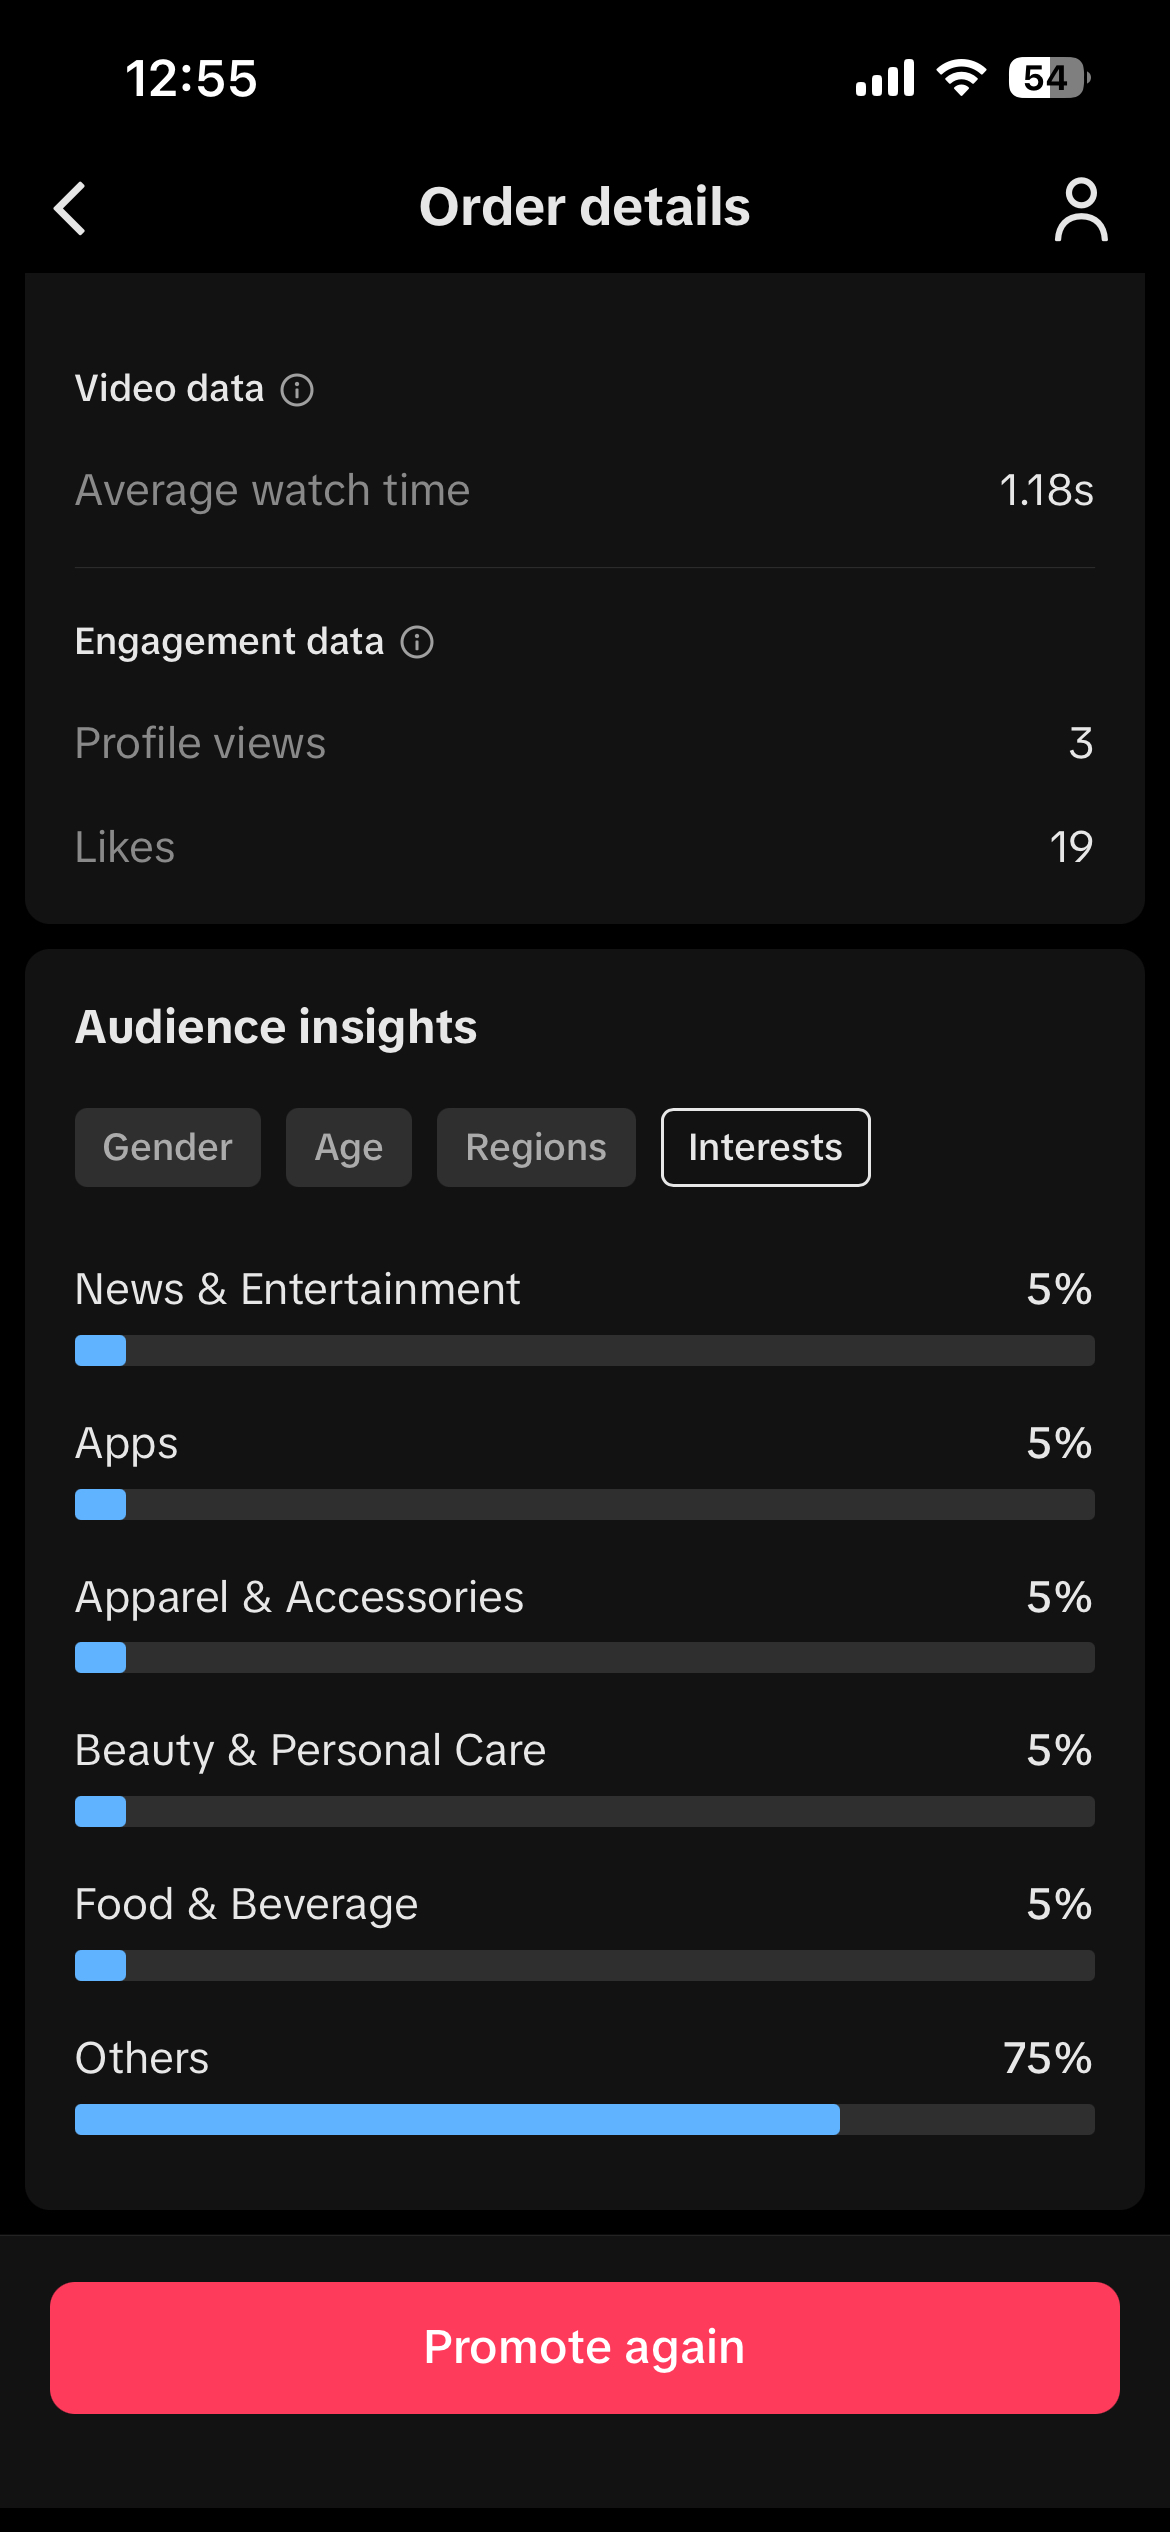 12:55
54
Order details
Video data
Average watch time 1.18s
Engagement data
Profile views 3
Likes 19
Audience insights
Gender Age Regions Interests
News & Entertainment 5%
Apps 5%
Apparel & Accessories 5%
Beauty & Personal Care 5%
Food & Beverage 5%
Others 75%
Promote again